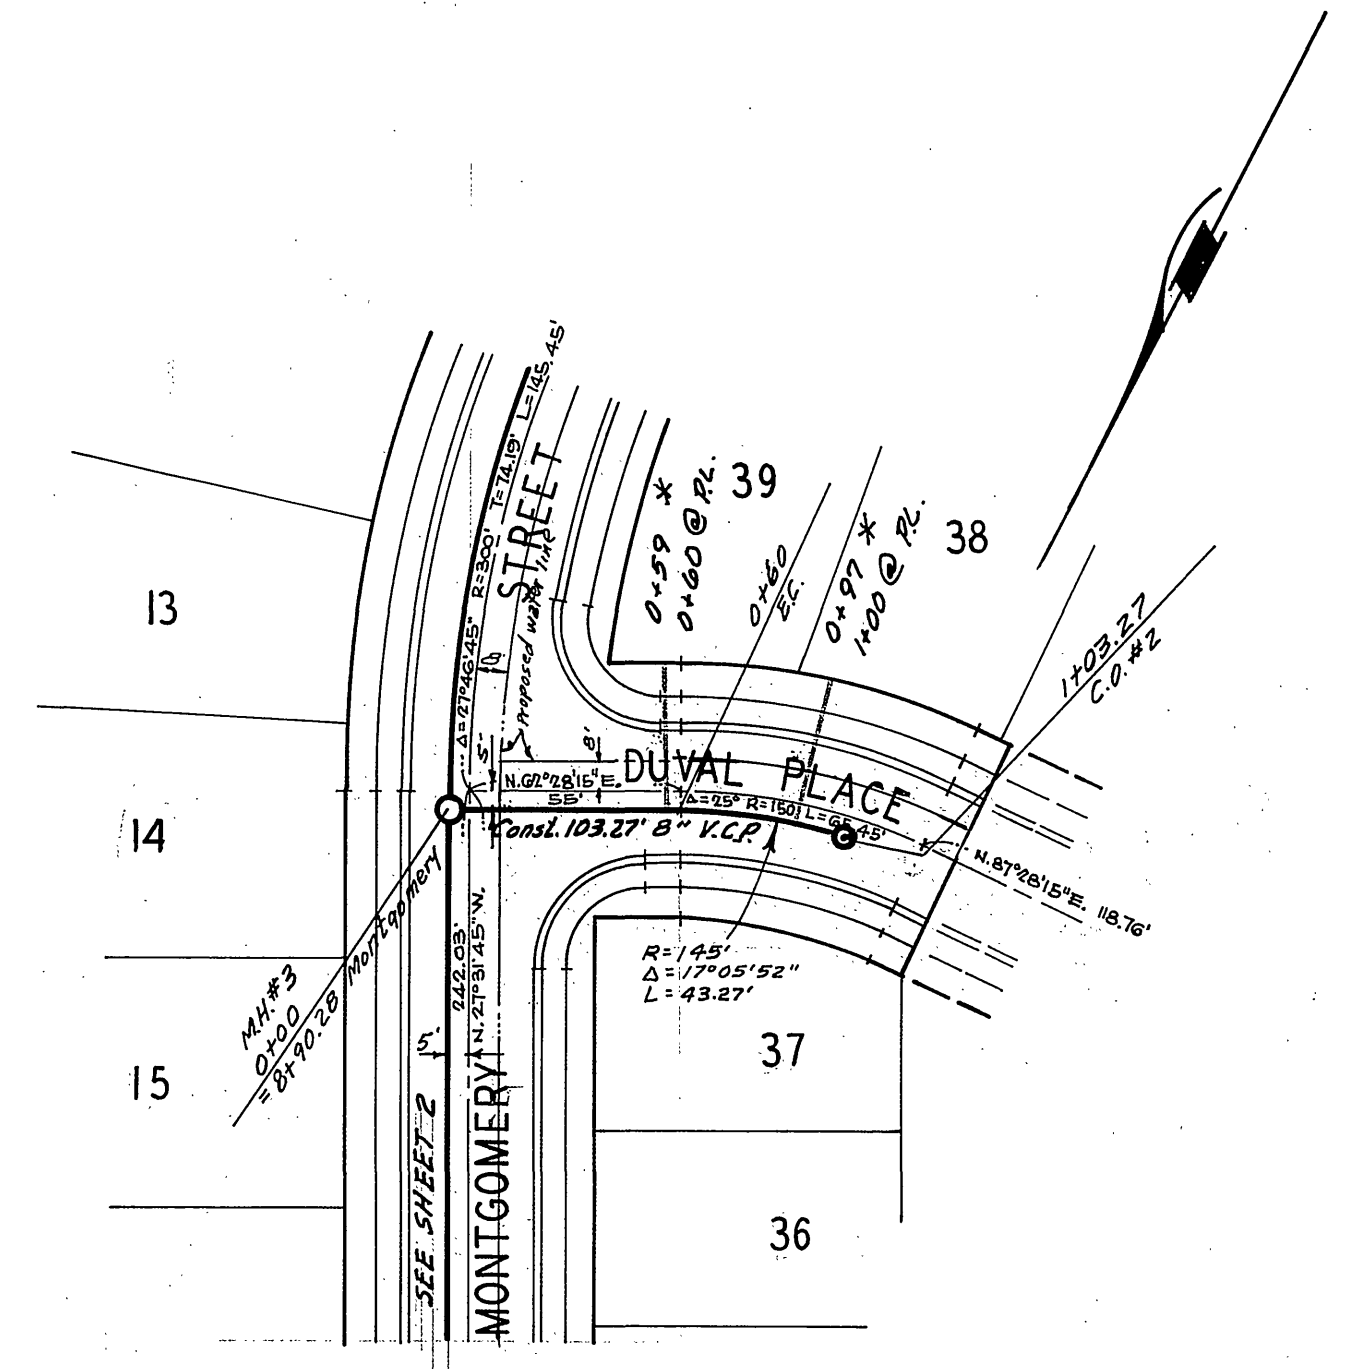 39
38
13
14
15
37
36
STREET
Δ=27°46'45" R=300' T=74.19' L=145.45'
Proposed water line
0+59 *
0+60 @ P.L.
0+60
E.C.
0+97 *
1+00 @ P.L.
1+03.27
C.O. #2
5'
8'
N.62°28'15"E.
55'
DUVAL PLACE
Δ=25° R=150' L=65.45'
Const. 103.27' 8" V.C.P.
N.87°28'15"E. 118.76'
R=145'
Δ=17°05'52"
L=43.27'
M.H.#3
0+00
=8+90.28 Montgomery
242.03'
N.27°31'45"W.
5'
SEE SHEET 2
MONTGOMERY